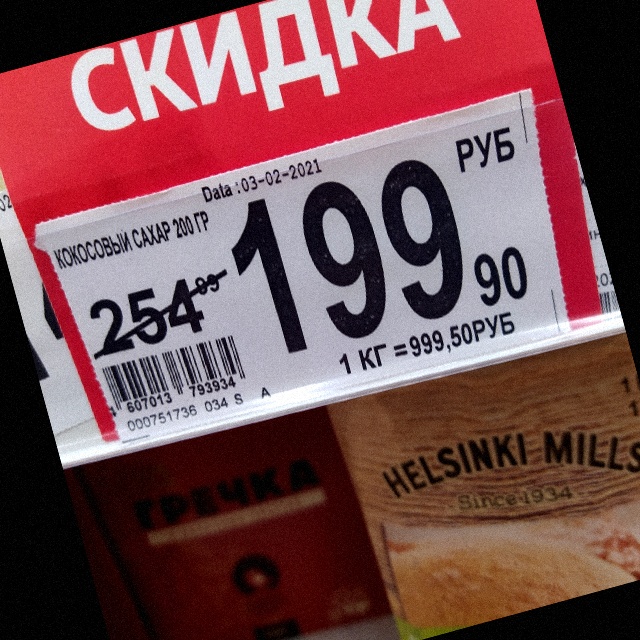 СКИДКА
Data :03-02-2021
КОКОСОВЫЙ САХАР 200 ГР
199 90 РУБ
254 99
1 КГ =999,50РУБ
4 607013 793934
000751736 034 S A
ГРЕЧКА
HELSINKI MILLS
Since 1934